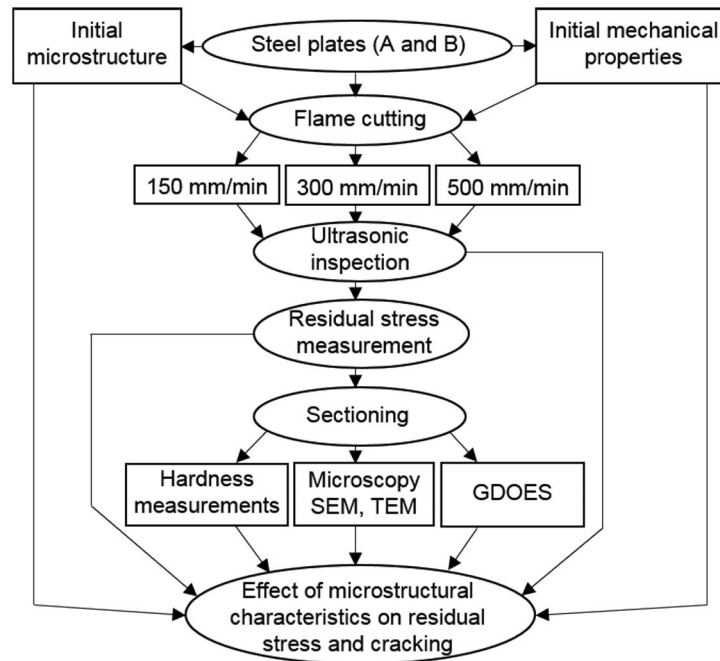 Initial
microstructure
Steel plates (A and B)
Initial mechanical
properties
Flame cutting
150 mm/min
300 mm/min
500 mm/min
Ultrasonic
inspection
Residual stress
measurement
Sectioning
Hardness
measurements
Microscopy
SEM, TEM
GDOES
Effect of microstructural
characteristics on residual
stress and cracking